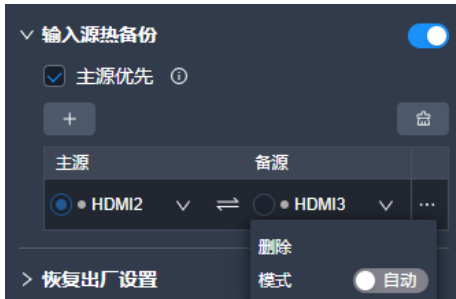 输入源热备份
主源优先
主源 备源
HDMI2 HDMI3
删除
恢复出厂设置 模式 自动